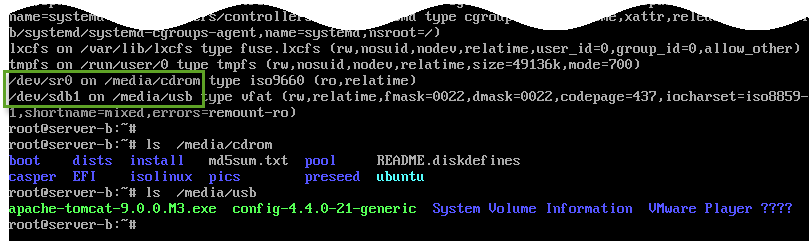 name=systemd
b/systemd/systemd-cgroups-agent,name=systemd,nsroot=/)
lxcfs on /var/lib/lxcfs type fuse.lxcfs (rw,nosuid,nodev,relatime,user_id=0,group_id=0,allow_other)
tmpfs on /run/user/0 type tmpfs (rw,nosuid,nodev,relatime,size=49136k,mode=700)
/dev/sr0 on /media/cdrom type iso9660 (ro,relatime)
/dev/sdb1 on /media/usb type vfat (rw,relatime,fmask=0022,dmask=0022,codepage=437,iocharset=iso8859-
1,shortname=mixed,errors=remount-ro)
root@server-b:~#
root@server-b:~# ls  /media/cdrom
boot    dists  install   md5sum.txt  pool     README.diskdefines
casper  EFI    isolinux  pics        preseed  ubuntu
root@server-b:~# ls  /media/usb
apache-tomcat-9.0.0.M3.exe  config-4.4.0-21-generic  System Volume Information  VMware Player ????
root@server-b:~#